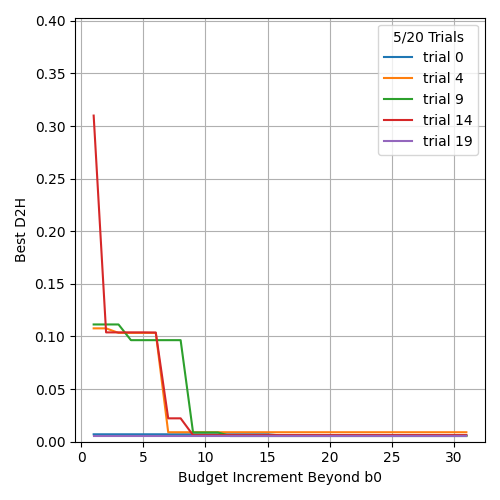 0.40
0.35
0.30
0.25
0.20
0.15
0.10
0.05
0.00
Best D2H
5/20 Trials
trial 0
trial 4
trial 9
trial 14
trial 19
0 5 10 15 20 25 30
Budget Increment Beyond b0